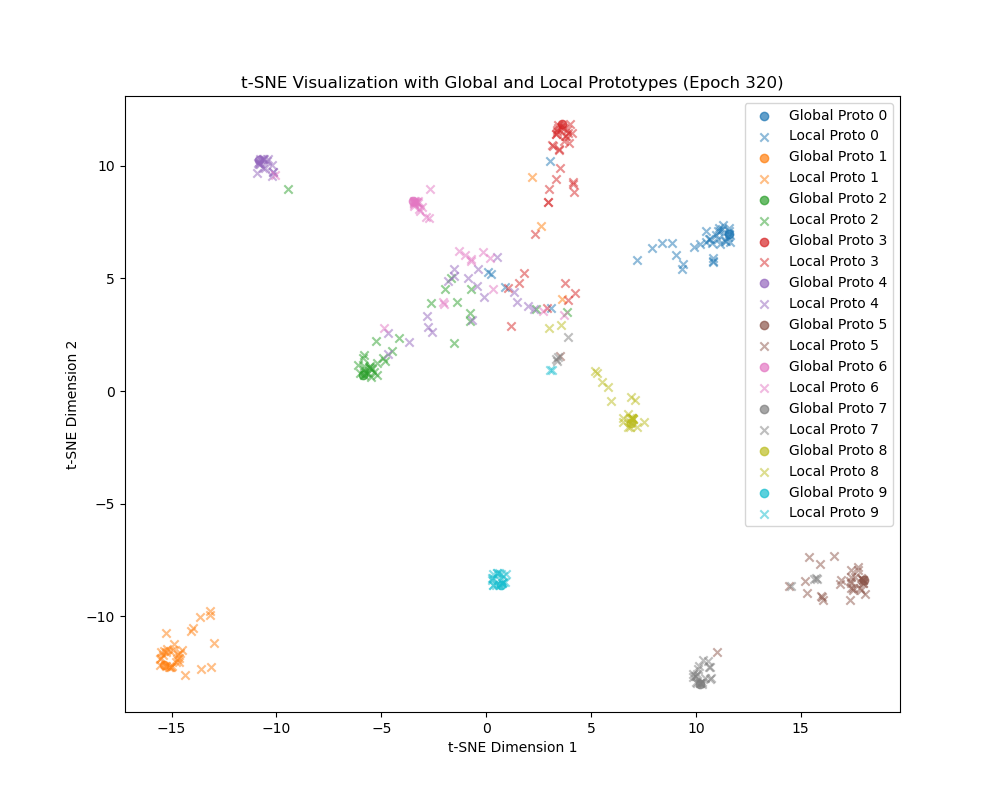 t-SNE Visualization with Global and Local Prototypes (Epoch 320)
Global Proto 0
Local Proto 0
Global Proto 1
Local Proto 1
Global Proto 2
Local Proto 2
Global Proto 3
Local Proto 3
Global Proto 4
Local Proto 4
Global Proto 5
Local Proto 5
Global Proto 6
Local Proto 6
Global Proto 7
Local Proto 7
Global Proto 8
Local Proto 8
Global Proto 9
Local Proto 9
t-SNE Dimension 2
10
5
0
−5
−10
−15 −10 −5 0 5 10 15
t-SNE Dimension 1